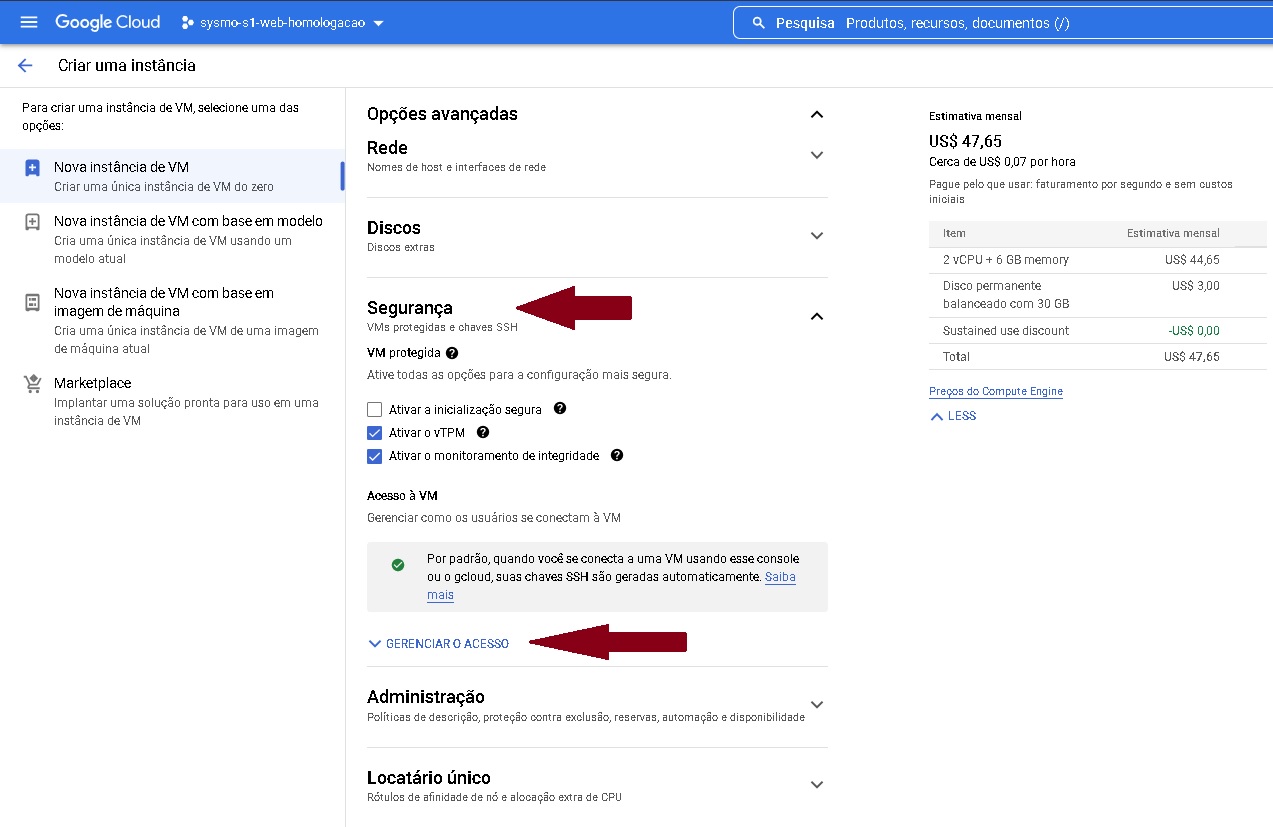 Google Cloud
sysmo-s1-web-homologacao
Pesquisa Produtos, recursos, documentos (/)
Criar uma instância
Para criar uma instância de VM, selecione uma das
opções:
Nova instância de VM
Criar uma única instância de VM do zero
Nova instância de VM com base em modelo
Cria uma única instância de VM usando um
modelo atual
Nova instância de VM com base em
imagem de máquina
Cria uma única instância de VM de uma imagem
de máquina atual
Marketplace
Implantar uma solução pronta para uso em uma
instância de VM
Opções avançadas
Rede
Nomes de host e interfaces de rede
Discos
Discos extras
Segurança
VMs protegidas e chaves SSH
VM protegida
Ative todas as opções para a configuração mais segura.
Ativar a inicialização segura
Ativar o vTPM
Ativar o monitoramento de integridade
Acesso à VM
Gerenciar como os usuários se conectam à VM
Por padrão, quando você se conecta a uma VM usando esse console
ou o gcloud, suas chaves SSH são geradas automaticamente. Saiba
mais
GERENCIAR O ACESSO
Administração
Políticas de descrição, proteção contra exclusão, reservas, automação e disponibilidade
Locatário único
Rótulos de afinidade de nó e alocação extra de CPU
Estimativa mensal
US$ 47,65
Cerca de US$ 0,07 por hora
Pague pelo que usar: faturamento por segundo e sem custos
iniciais
Item Estimativa mensal
2 vCPU + 6 GB memory US$ 44,65
Disco permanente US$ 3,00
balanceado com 30 GB
Sustained use discount -US$ 0,00
Total US$ 47,65
Preços do Compute Engine
LESS